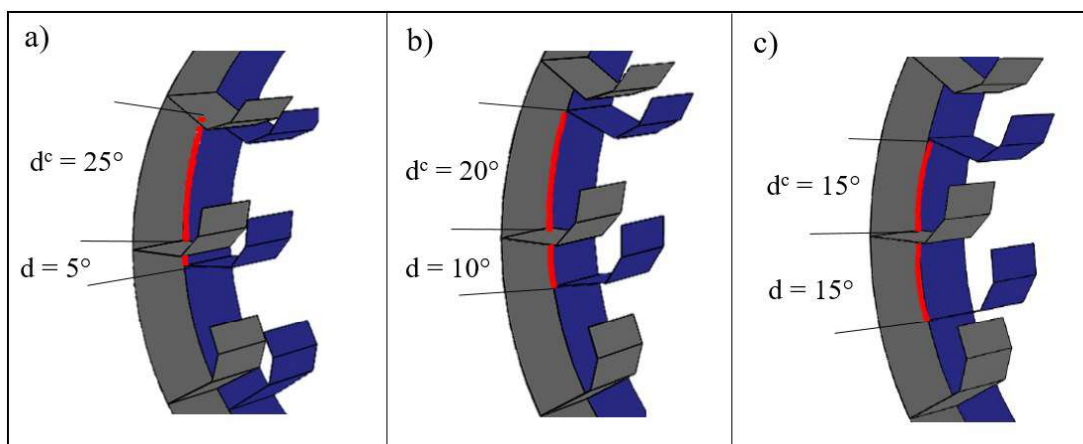 a)
dᶜ = 25°
d = 5°
b)
dᶜ = 20°
d = 10°
c)
dᶜ = 15°
d = 15°